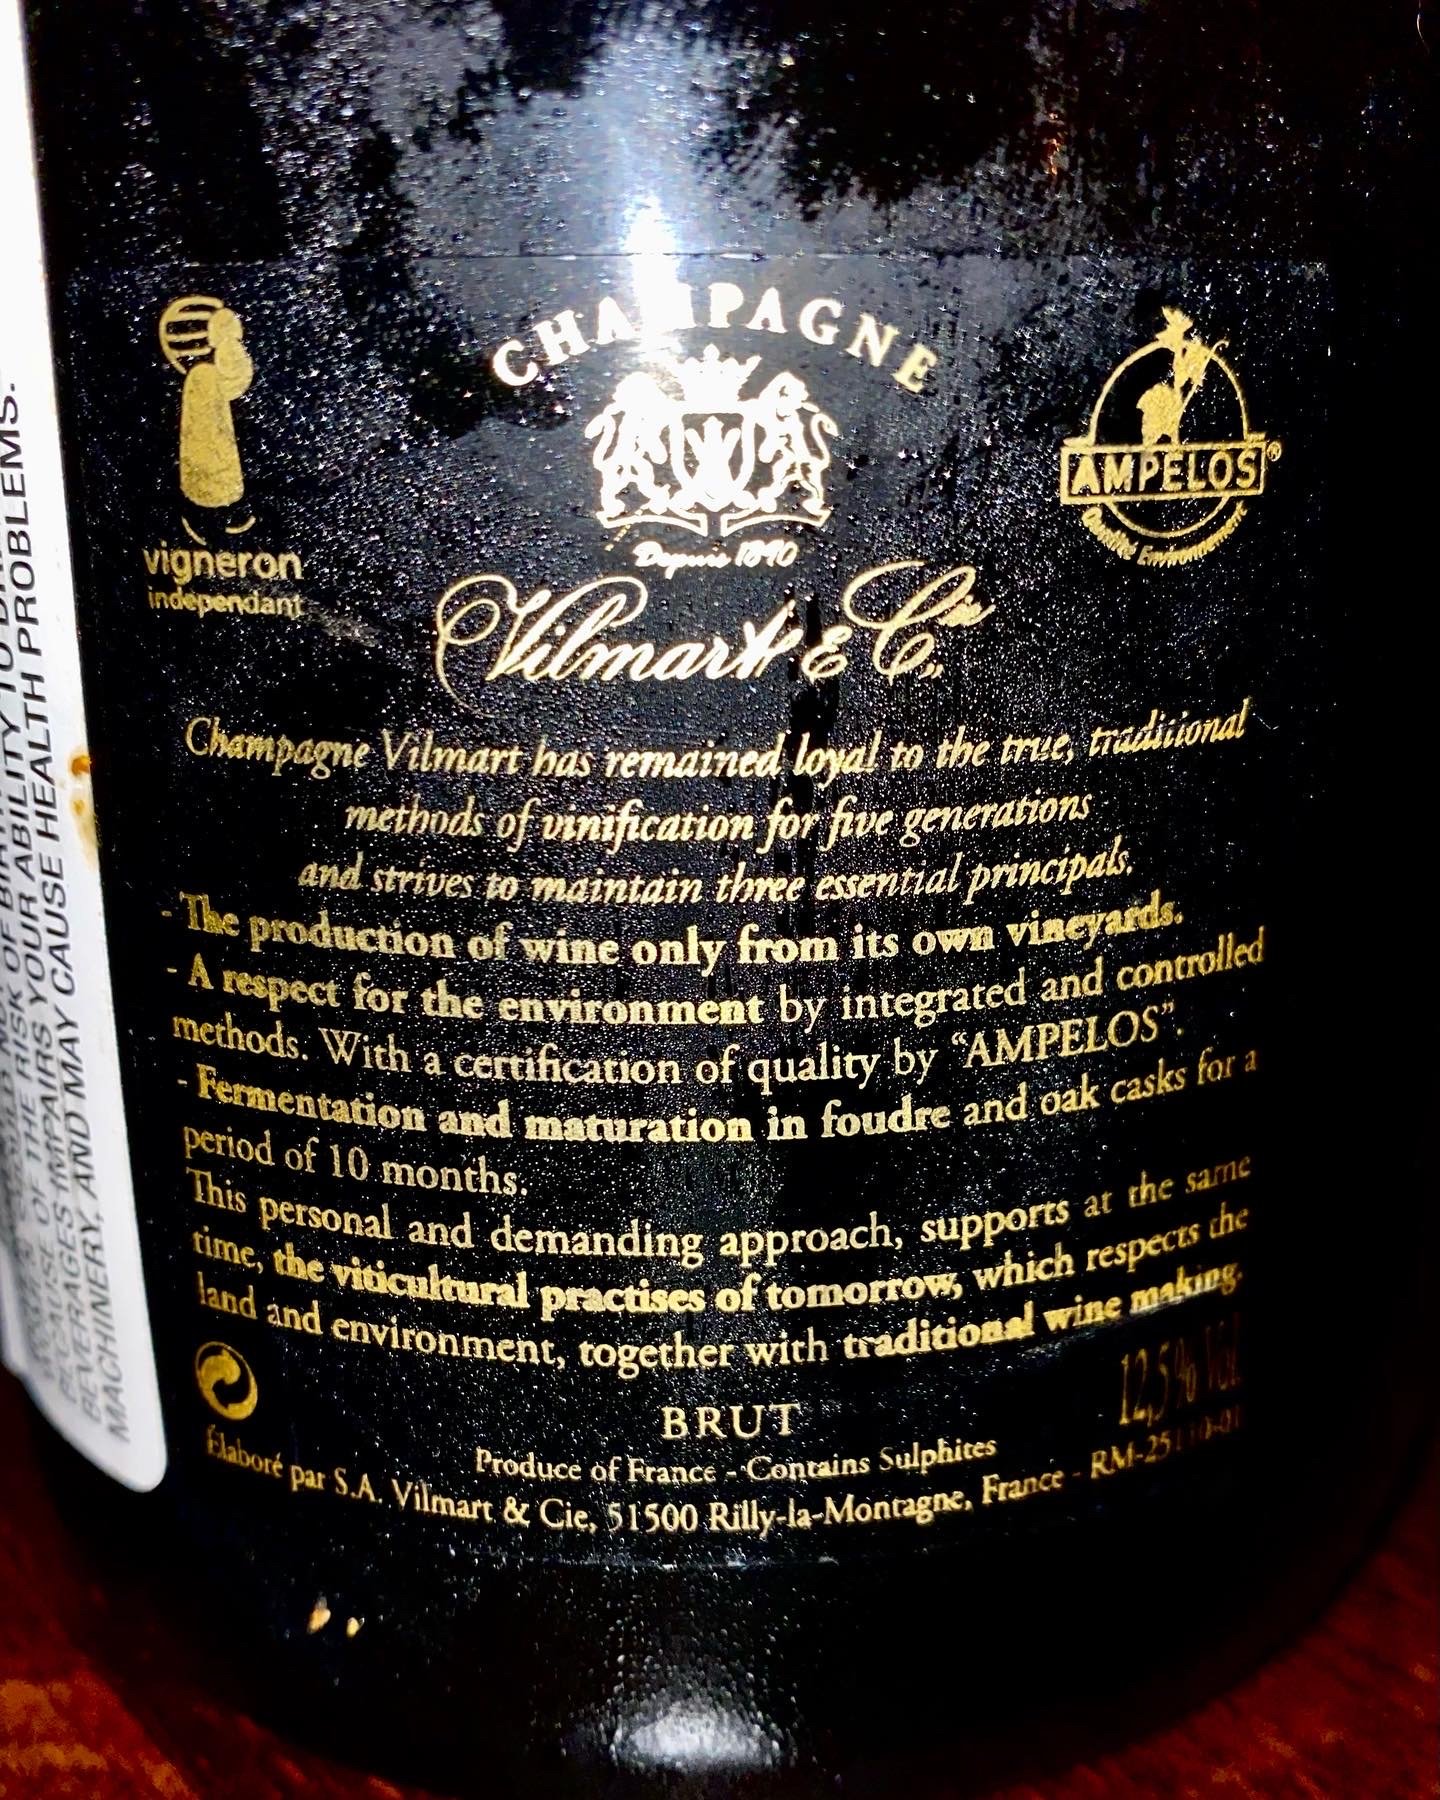 CHAMPAGNE
Depuis 1890
vigneron
independant
AMPELOS®
Vilmart & Cie
Champagne Vilmart has remained loyal to the true, traditional
methods of vinification for five generations
and strives to maintain three essential principals.
- The production of wine only from its own vineyards.
- A respect for the environment by integrated and controlled
methods. With a certification of quality by “AMPELOS”.
- Fermentation and maturation in foudre and oak casks for a
period of 10 months.
This personal and demanding approach, supports at the same
time, the viticultural practises of tomorrow, which respects the
land and environment, together with traditional wine making.
12,5% Vol
BRUT
Produce of France - Contains Sulphites
Élaboré par S.A. Vilmart & Cie, 51500 Rilly-la-Montagne, France -
OF THE RISK OF
BEVERAGES IMPAIRS YOUR ABILITY TO
MACHINERY, AND MAY CAUSE HEALTH PROBLEMS.